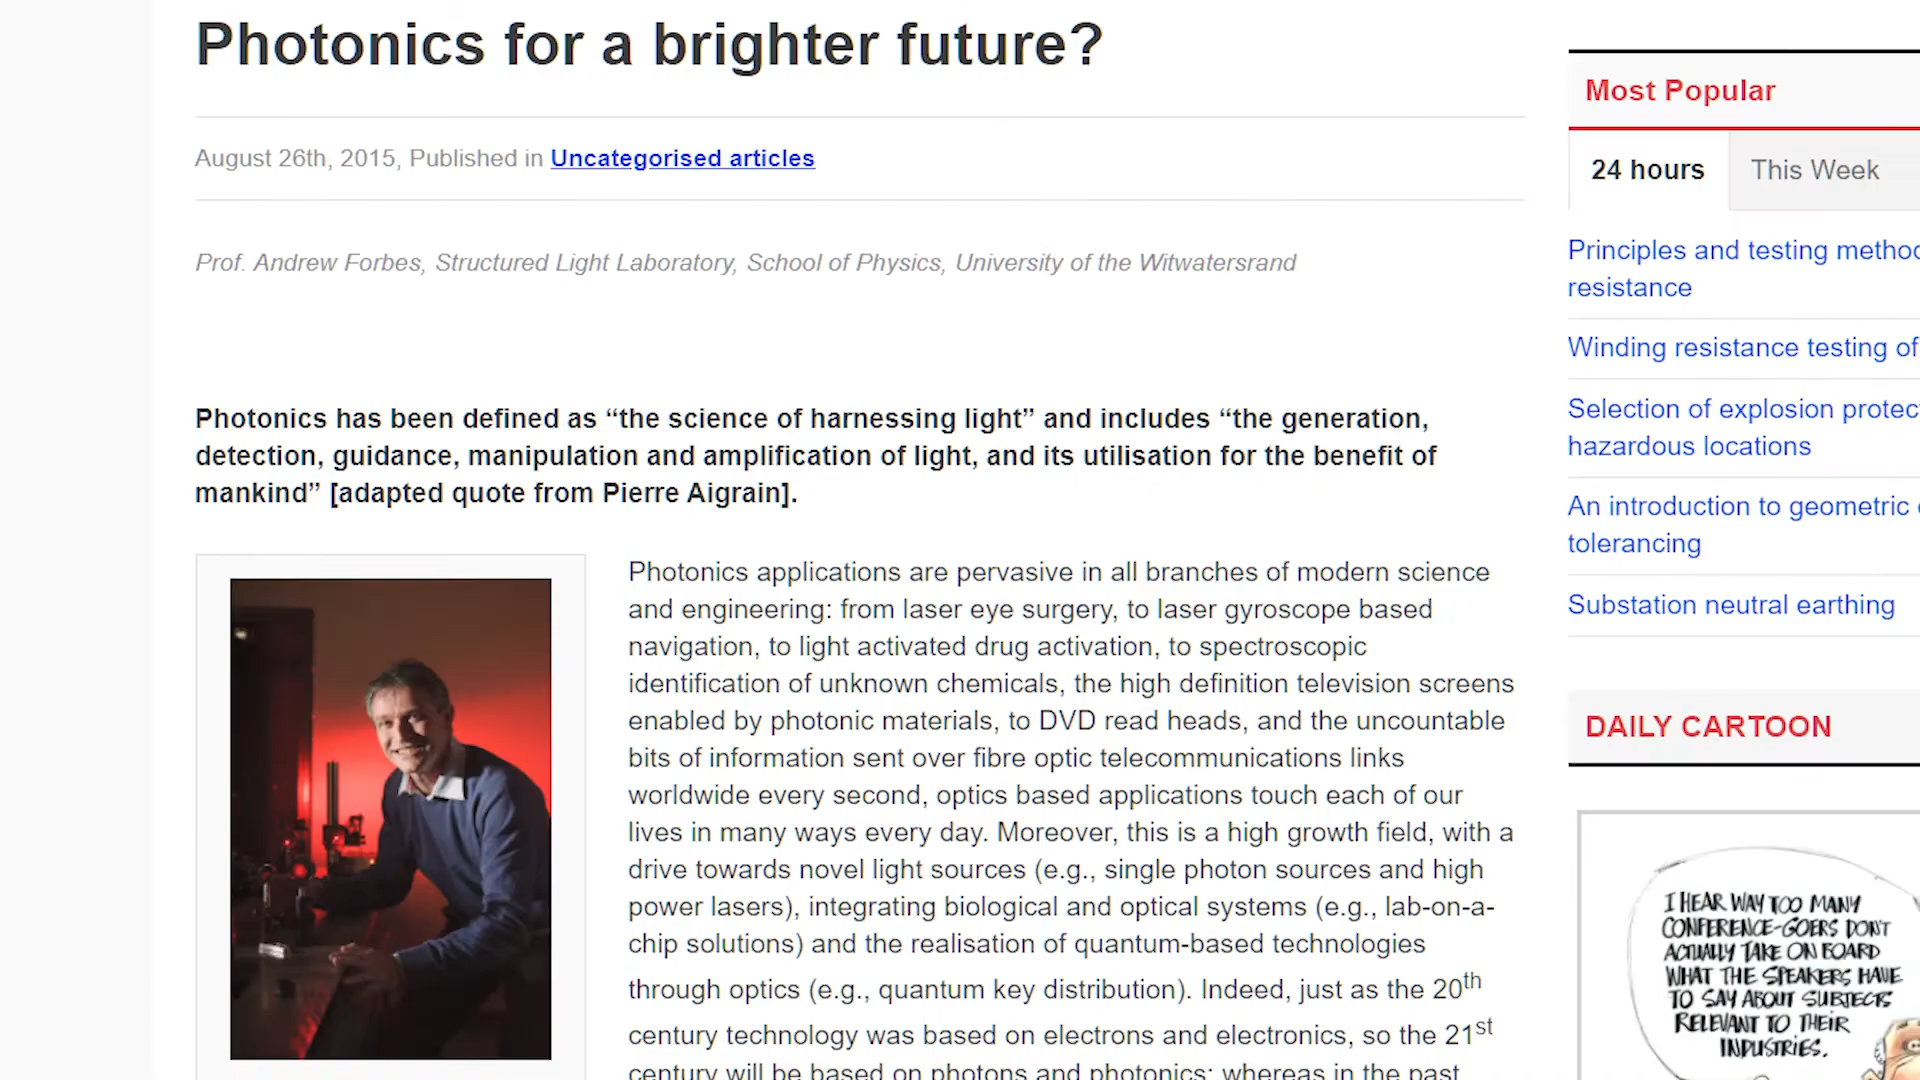 Photonics for a brighter future?
August 26th, 2015, Published in Uncategorised articles
Prof. Andrew Forbes, Structured Light Laboratory, School of Physics, University of the Witwatersrand
Photonics has been defined as “the science of harnessing light” and includes “the generation,
detection, guidance, manipulation and amplification of light, and its utilisation for the benefit of
mankind” [adapted quote from Pierre Aigrain].
Photonics applications are pervasive in all branches of modern science
and engineering: from laser eye surgery, to laser gyroscope based
navigation, to light activated drug activation, to spectroscopic
identification of unknown chemicals, the high definition television screens
enabled by photonic materials, to DVD read heads, and the uncountable
bits of information sent over fibre optic telecommunications links
worldwide every second, optics based applications touch each of our
lives in many ways every day. Moreover, this is a high growth field, with a
drive towards novel light sources (e.g., single photon sources and high
power lasers), integrating biological and optical systems (e.g., lab-on-a-
chip solutions) and the realisation of quantum-based technologies
through optics (e.g., quantum key distribution). Indeed, just as the 20th
century technology was based on electrons and electronics, so the 21st
century will be based on photons and photonics; whereas in the past
Most Popular
24 hours
This Week
Principles and testing
resistance
Winding resistance testing of
Selection of explosion
hazardous locations
An introduction to geometric
tolerancing
Substation neutral earthing
DAILY CARTOON
I HEAR WAY TOO MANY
CONFERENCE-GOERS DON'T
ACTUALLY TAKE ON BOARD
WHAT THE SPEAKERS HAVE
TO SAY ABOUT SUBJECTS
RELEVANT TO THEIR
INDUSTRIES.